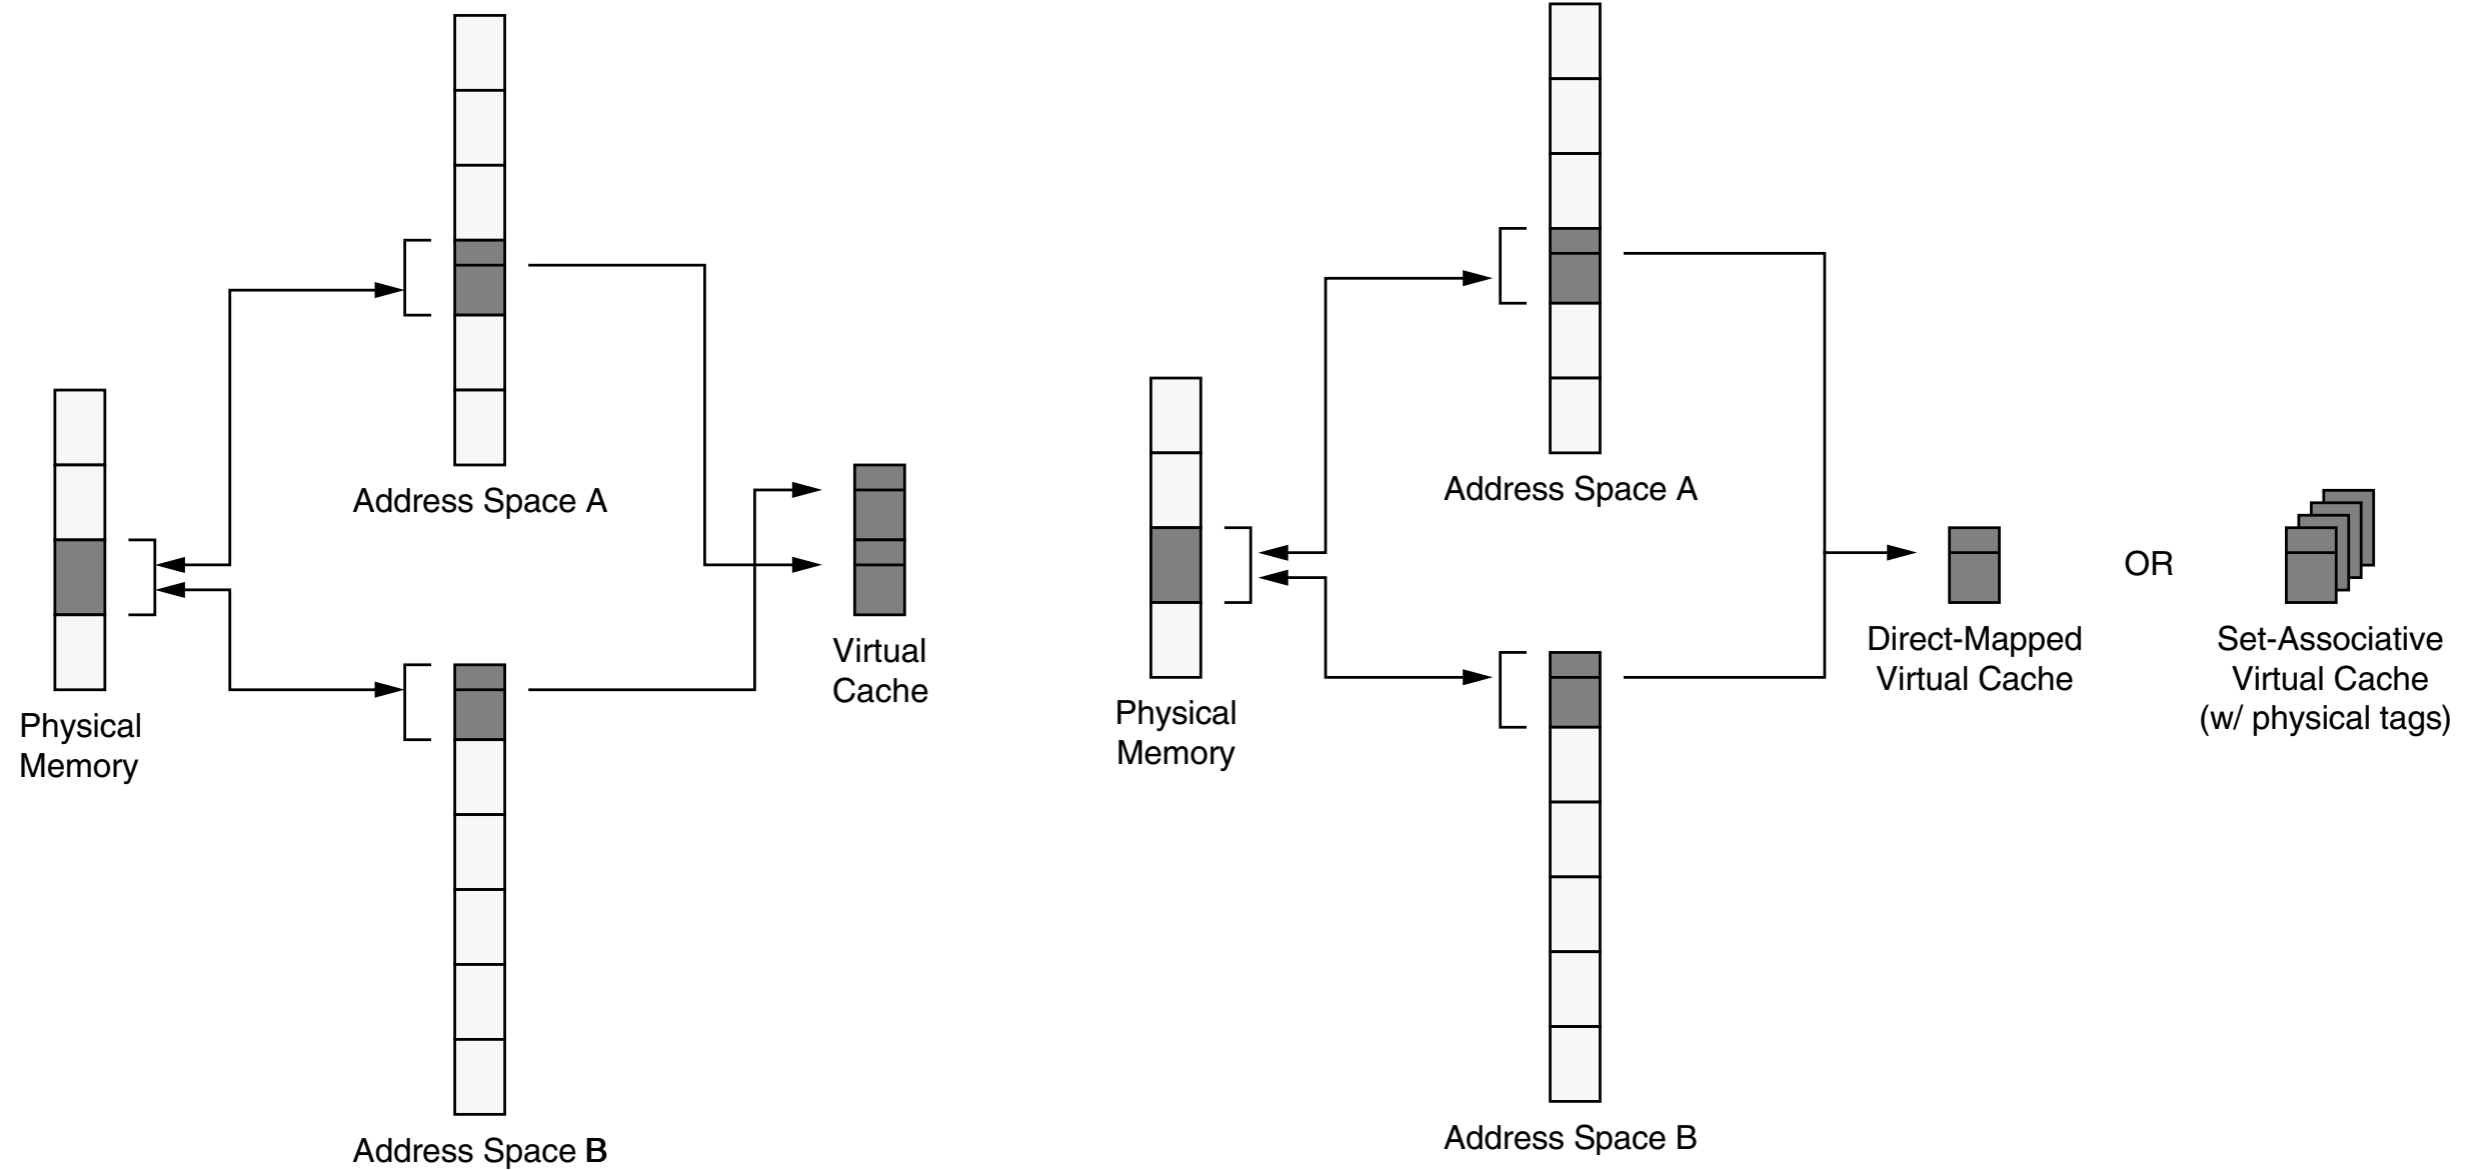 Address Space A
Physical
Memory
Virtual
Cache
Address Space B
Address Space A
Physical
Memory
Direct-Mapped
Virtual Cache
OR
Set-Associative
Virtual Cache
(w/ physical tags)
Address Space B